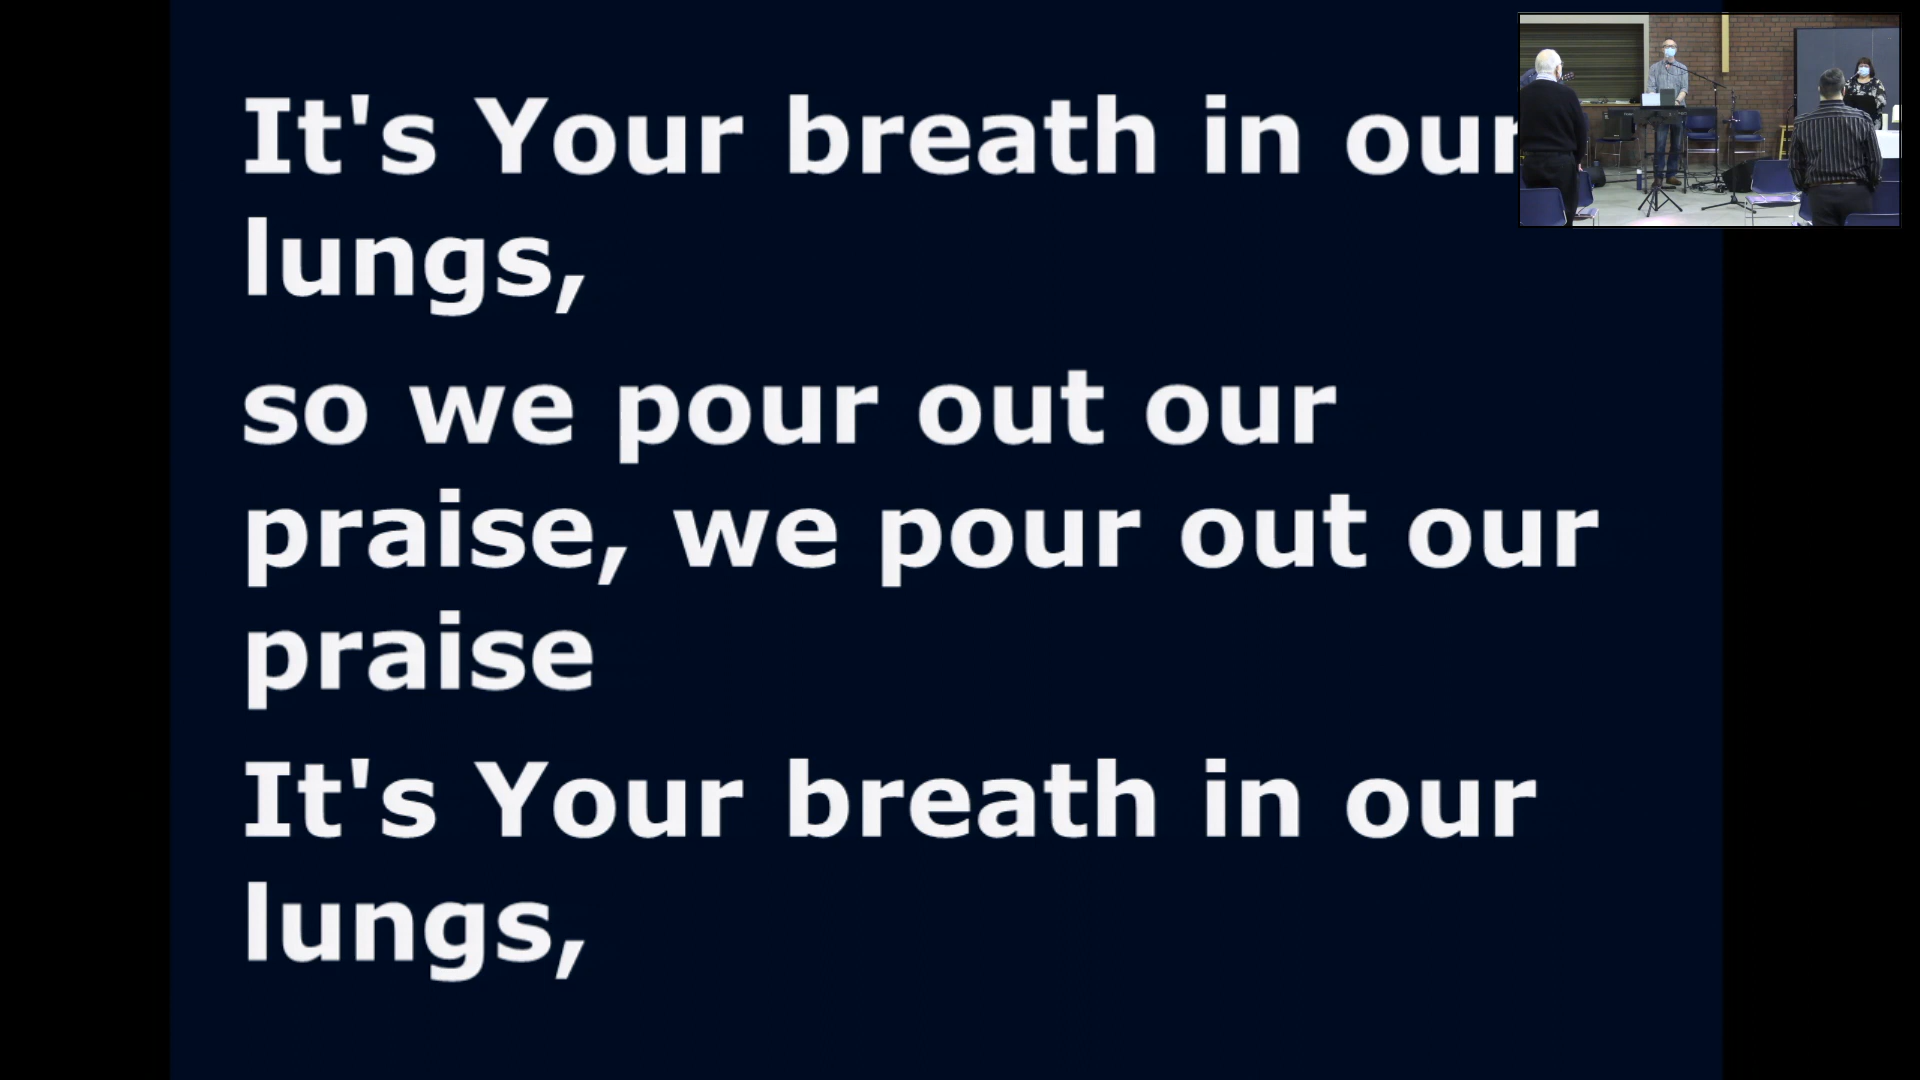 It's Your breath in our
lungs,
so we pour out our
praise, we pour out our
praise
It's Your breath in our
lungs,